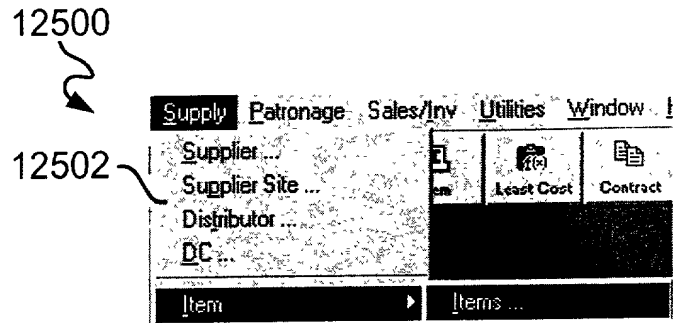 12500
Supply Patronage Sales/Inv Utilities Window
Supplier ...
12502
Supplier Site ...
Least Cost Contract
Distributor ...
DC ...
Item Items ...